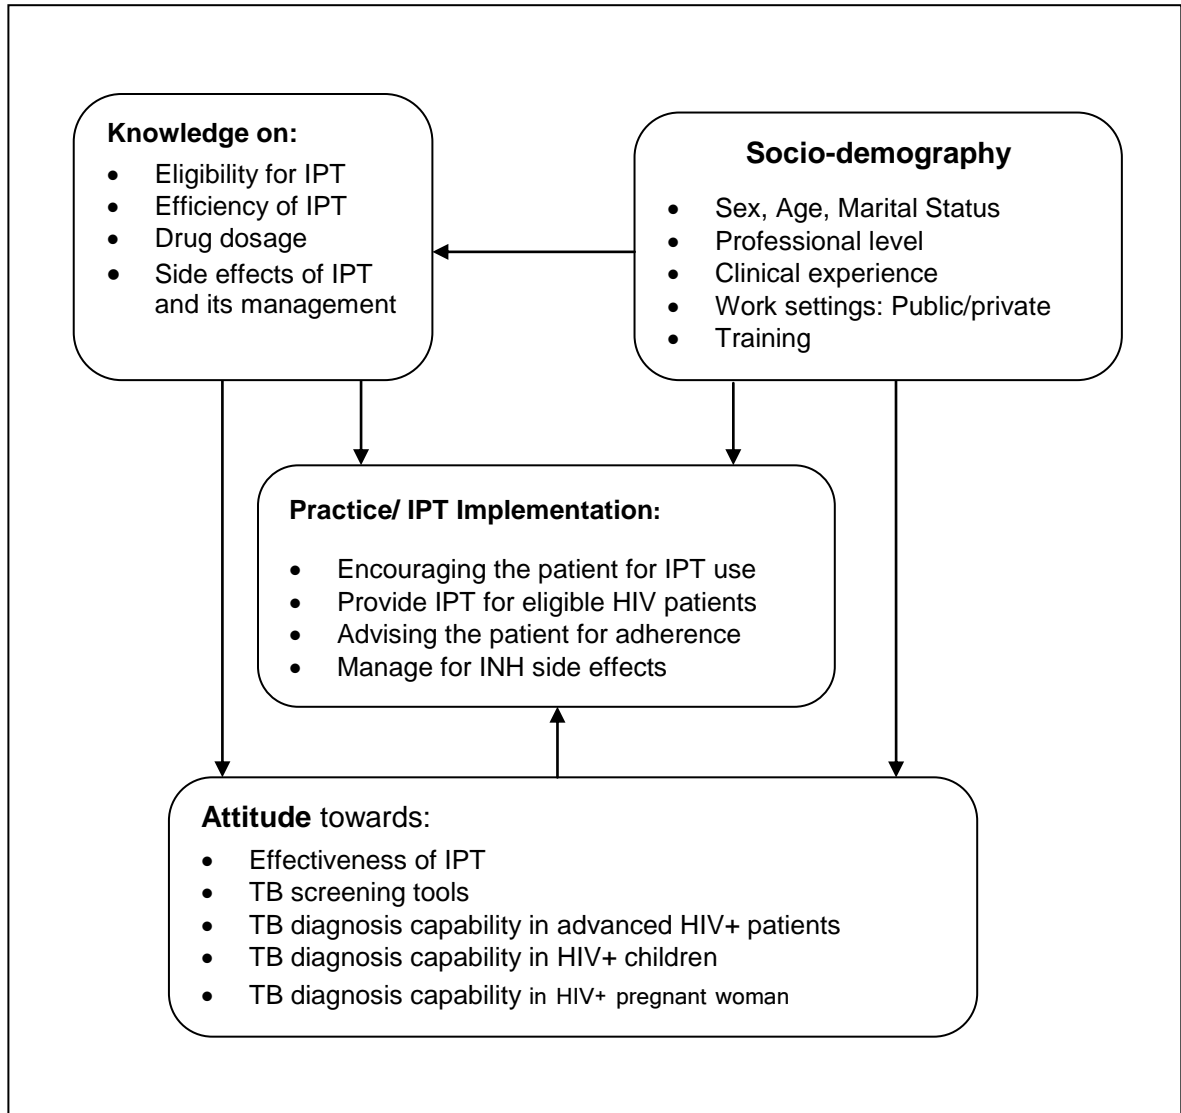 Knowledge on:
• Eligibility for IPT
• Efficiency of IPT
• Drug dosage
• Side effects of IPT
and its management
Socio-demography
• Sex, Age, Marital Status
• Professional level
• Clinical experience
• Work settings: Public/private
• Training
Practice/ IPT Implementation:
• Encouraging the patient for IPT use
• Provide IPT for eligible HIV patients
• Advising the patient for adherence
• Manage for INH side effects
Attitude towards:
• Effectiveness of IPT
• TB screening tools
• TB diagnosis capability in advanced HIV+ patients
• TB diagnosis capability in HIV+ children
• TB diagnosis capability in HIV+ pregnant woman